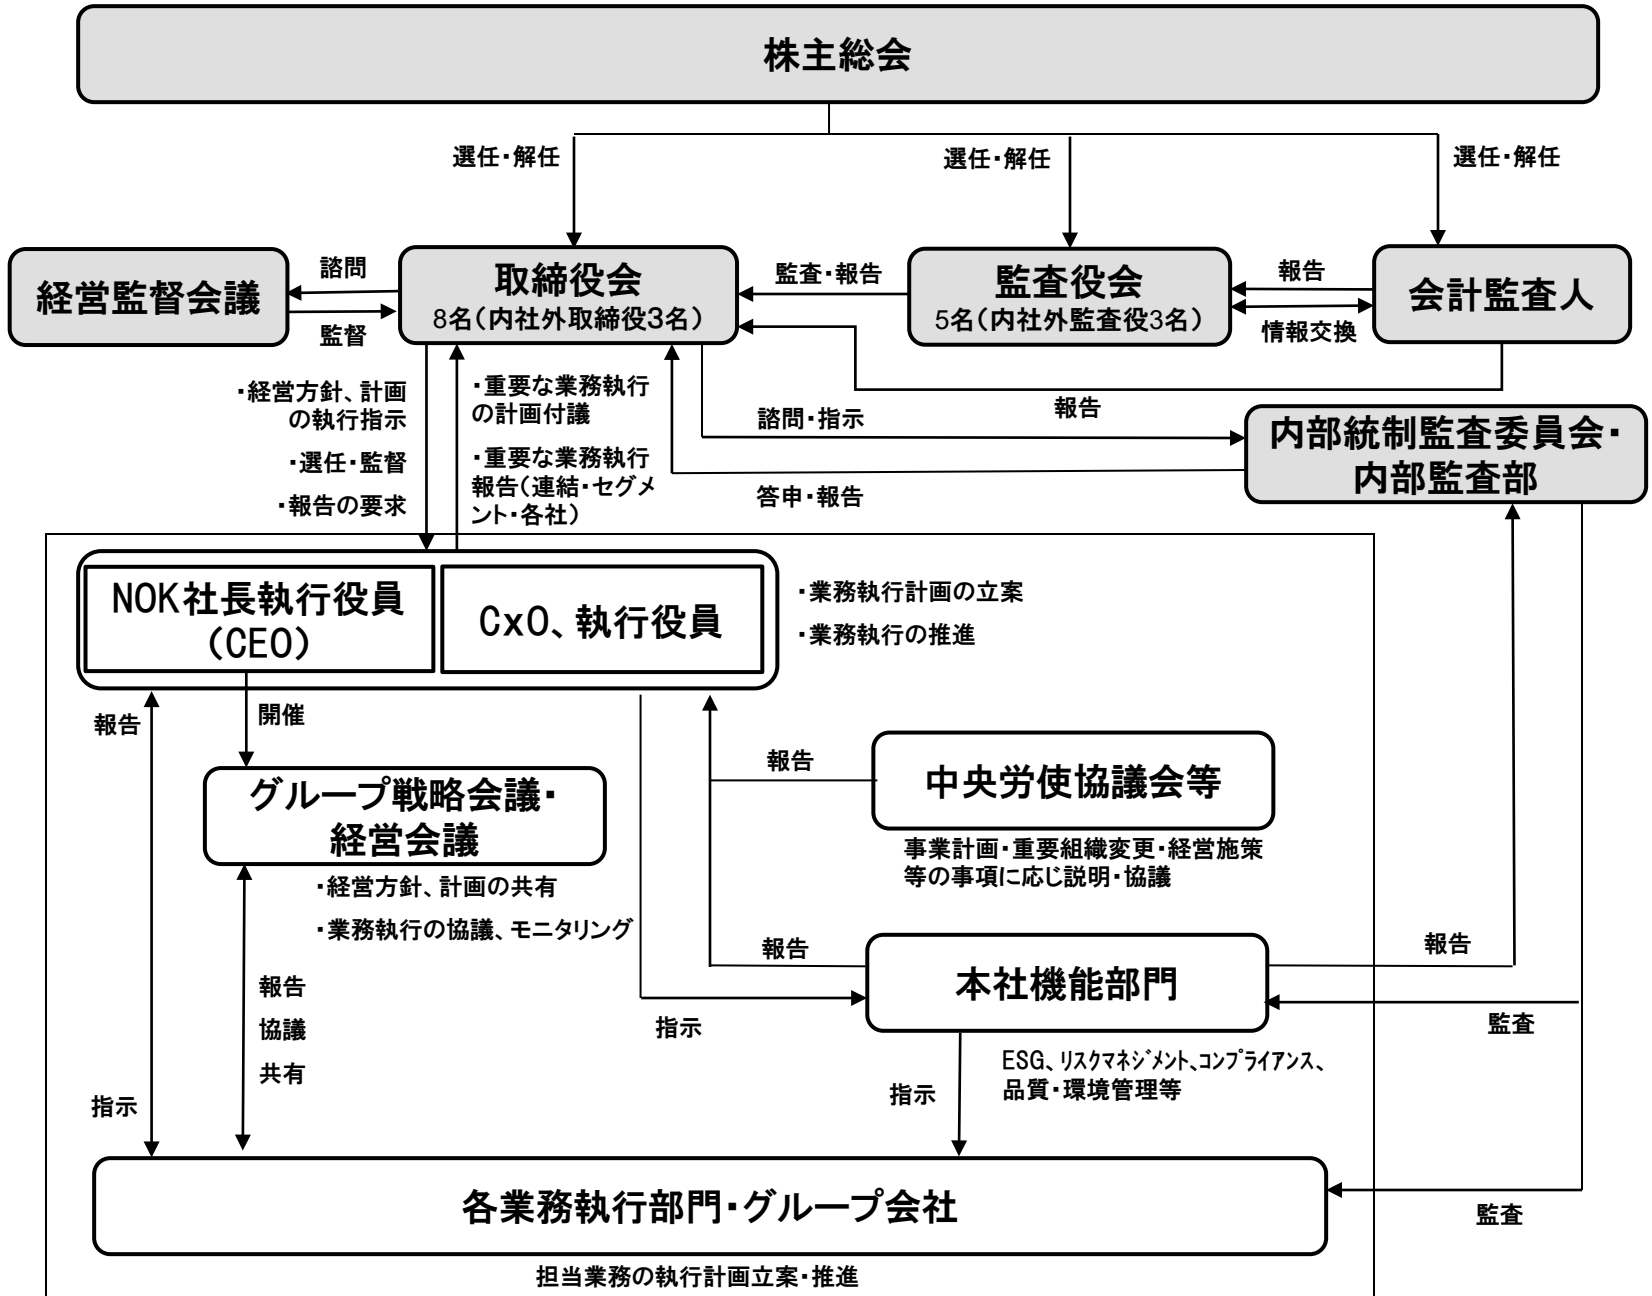 株主総会
選任・解任
選任・解任
選任・解任
経営監督会議
諮問
監督
取締役会
8名（内社外取締役3名）
監査・報告
監査役会
5名（内社外監査役3名）
報告
情報交換
会計監査人
・経営方針、計画
の執行指示
・選任・監督
・報告の要求
・重要な業務執行
の計画付議
・重要な業務執行
報告（連結・セグメ
ント・各社）
諮問・指示
報告
答申・報告
内部統制監査委員会・
内部監査部
NOK社長執行役員
（CEO）
CxO、執行役員
・業務執行計画の立案
・業務執行の推進
報告
開催
グループ戦略会議・
経営会議
・経営方針、計画の共有
・業務執行の協議、モニタリング
報告
中央労使協議会等
事業計画・重要組織変更・経営施策
等の事項に応じ説明・協議
報告
本社機能部門
報告
指示
監査
ESG、ﾘｽｸﾏﾈｼﾞﾒﾝﾄ、ｺﾝﾌﾟﾗｲｱﾝｽ、
品質・環境管理等
報告
協議
共有
指示
指示
各業務執行部門・グループ会社
監査
担当業務の執行計画立案・推進